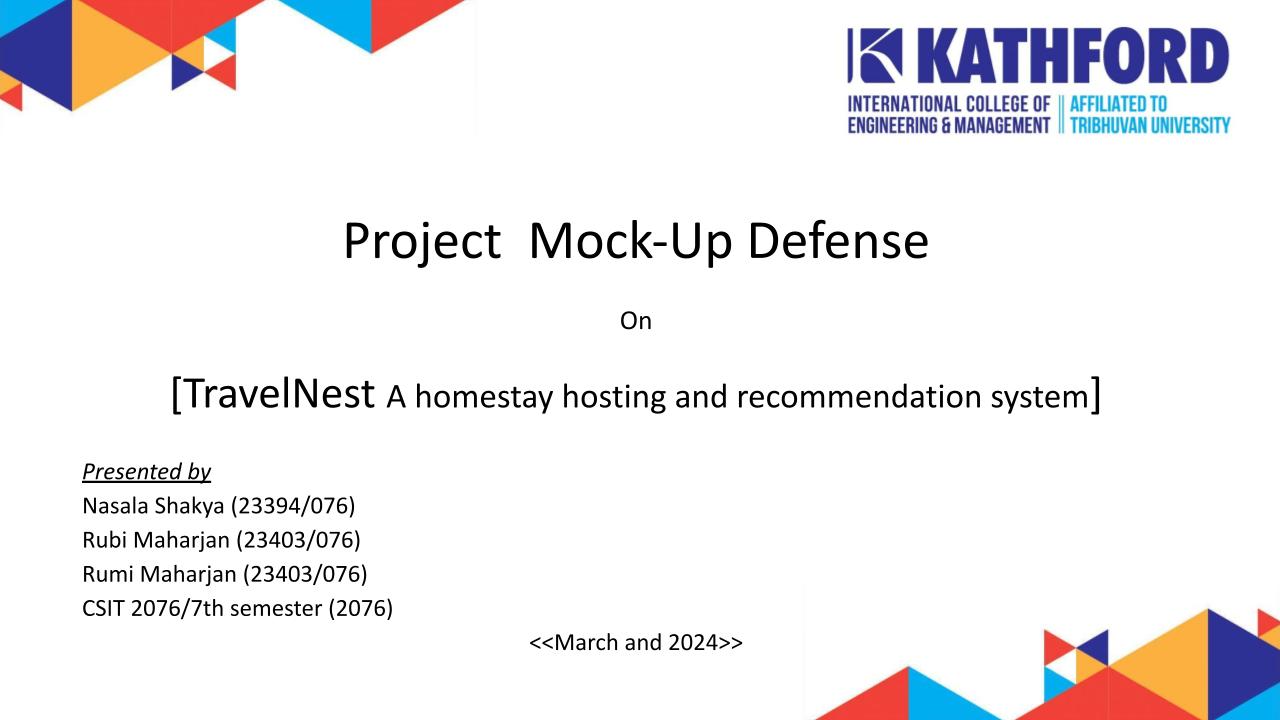 KATHFORD
INTERNATIONAL COLLEGE OF
ENGINEERING & MANAGEMENT
AFFILIATED TO
TRIBHUVAN UNIVERSITY
Project  Mock-Up Defense
On
[TravelNest A homestay hosting and recommendation system]
Presented by
Nasala Shakya (23394/076)
Rubi Maharjan (23403/076)
Rumi Maharjan (23403/076)
CSIT 2076/7th semester (2076)
<<March and 2024>>